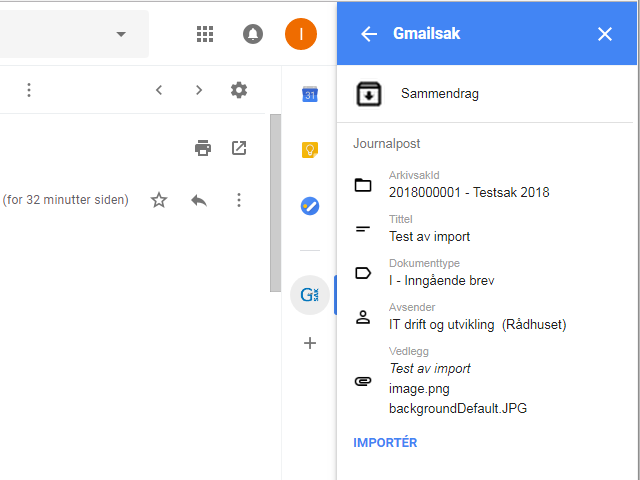 I
Gmailsak
Sammendrag
Journalpost
ArkivsakId
2018000001 - Testsak 2018
Tittel
Test av import
Dokumenttype
I - Inngående brev
Avsender
IT drift og utvikling (Rådhuset)
Vedlegg
Test av import
image.png
backgroundDefault.JPG
IMPORTÉR
31
(for 32 minutter siden)
G SAK